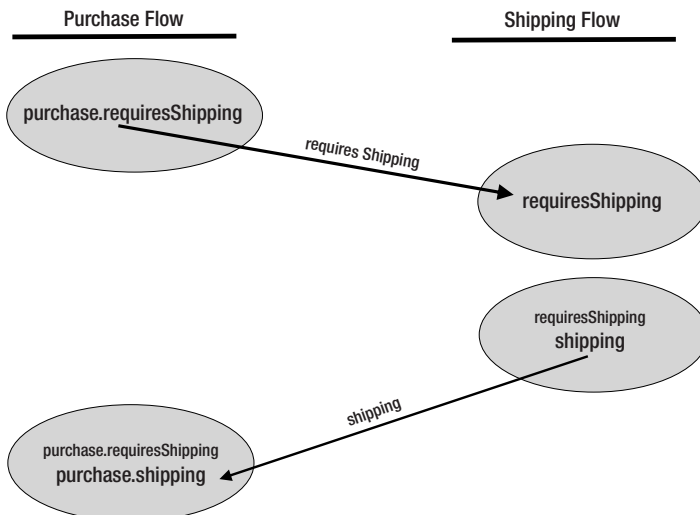 Purchase Flow
Shipping Flow
purchase.requiresShipping
requires Shipping
requiresShipping
requiresShipping
shipping
shipping
purchase.requiresShipping
purchase.shipping